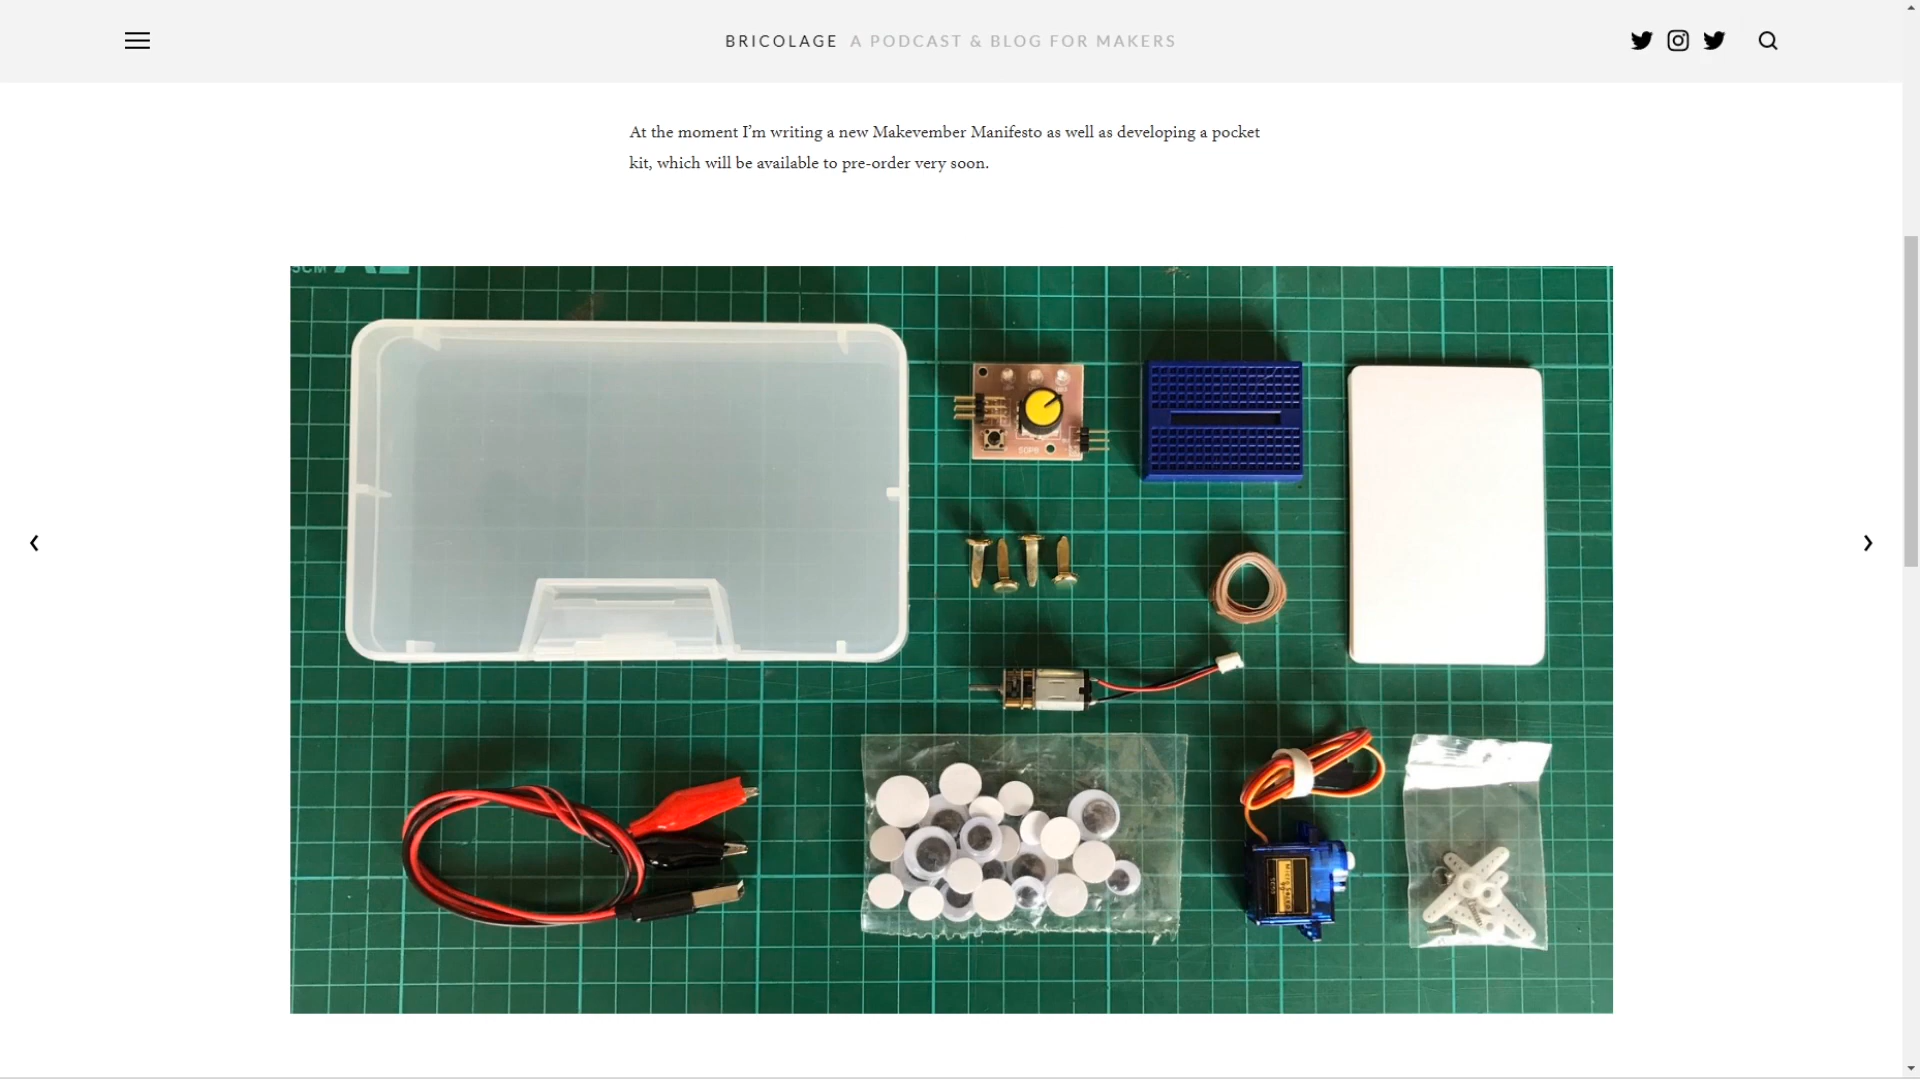 BRICOLAGE A PODCAST & BLOG FOR MAKERS
At the moment I’m writing a new Makevember Manifesto as well as developing a pocket
kit, which will be available to pre-order very soon.
5CM